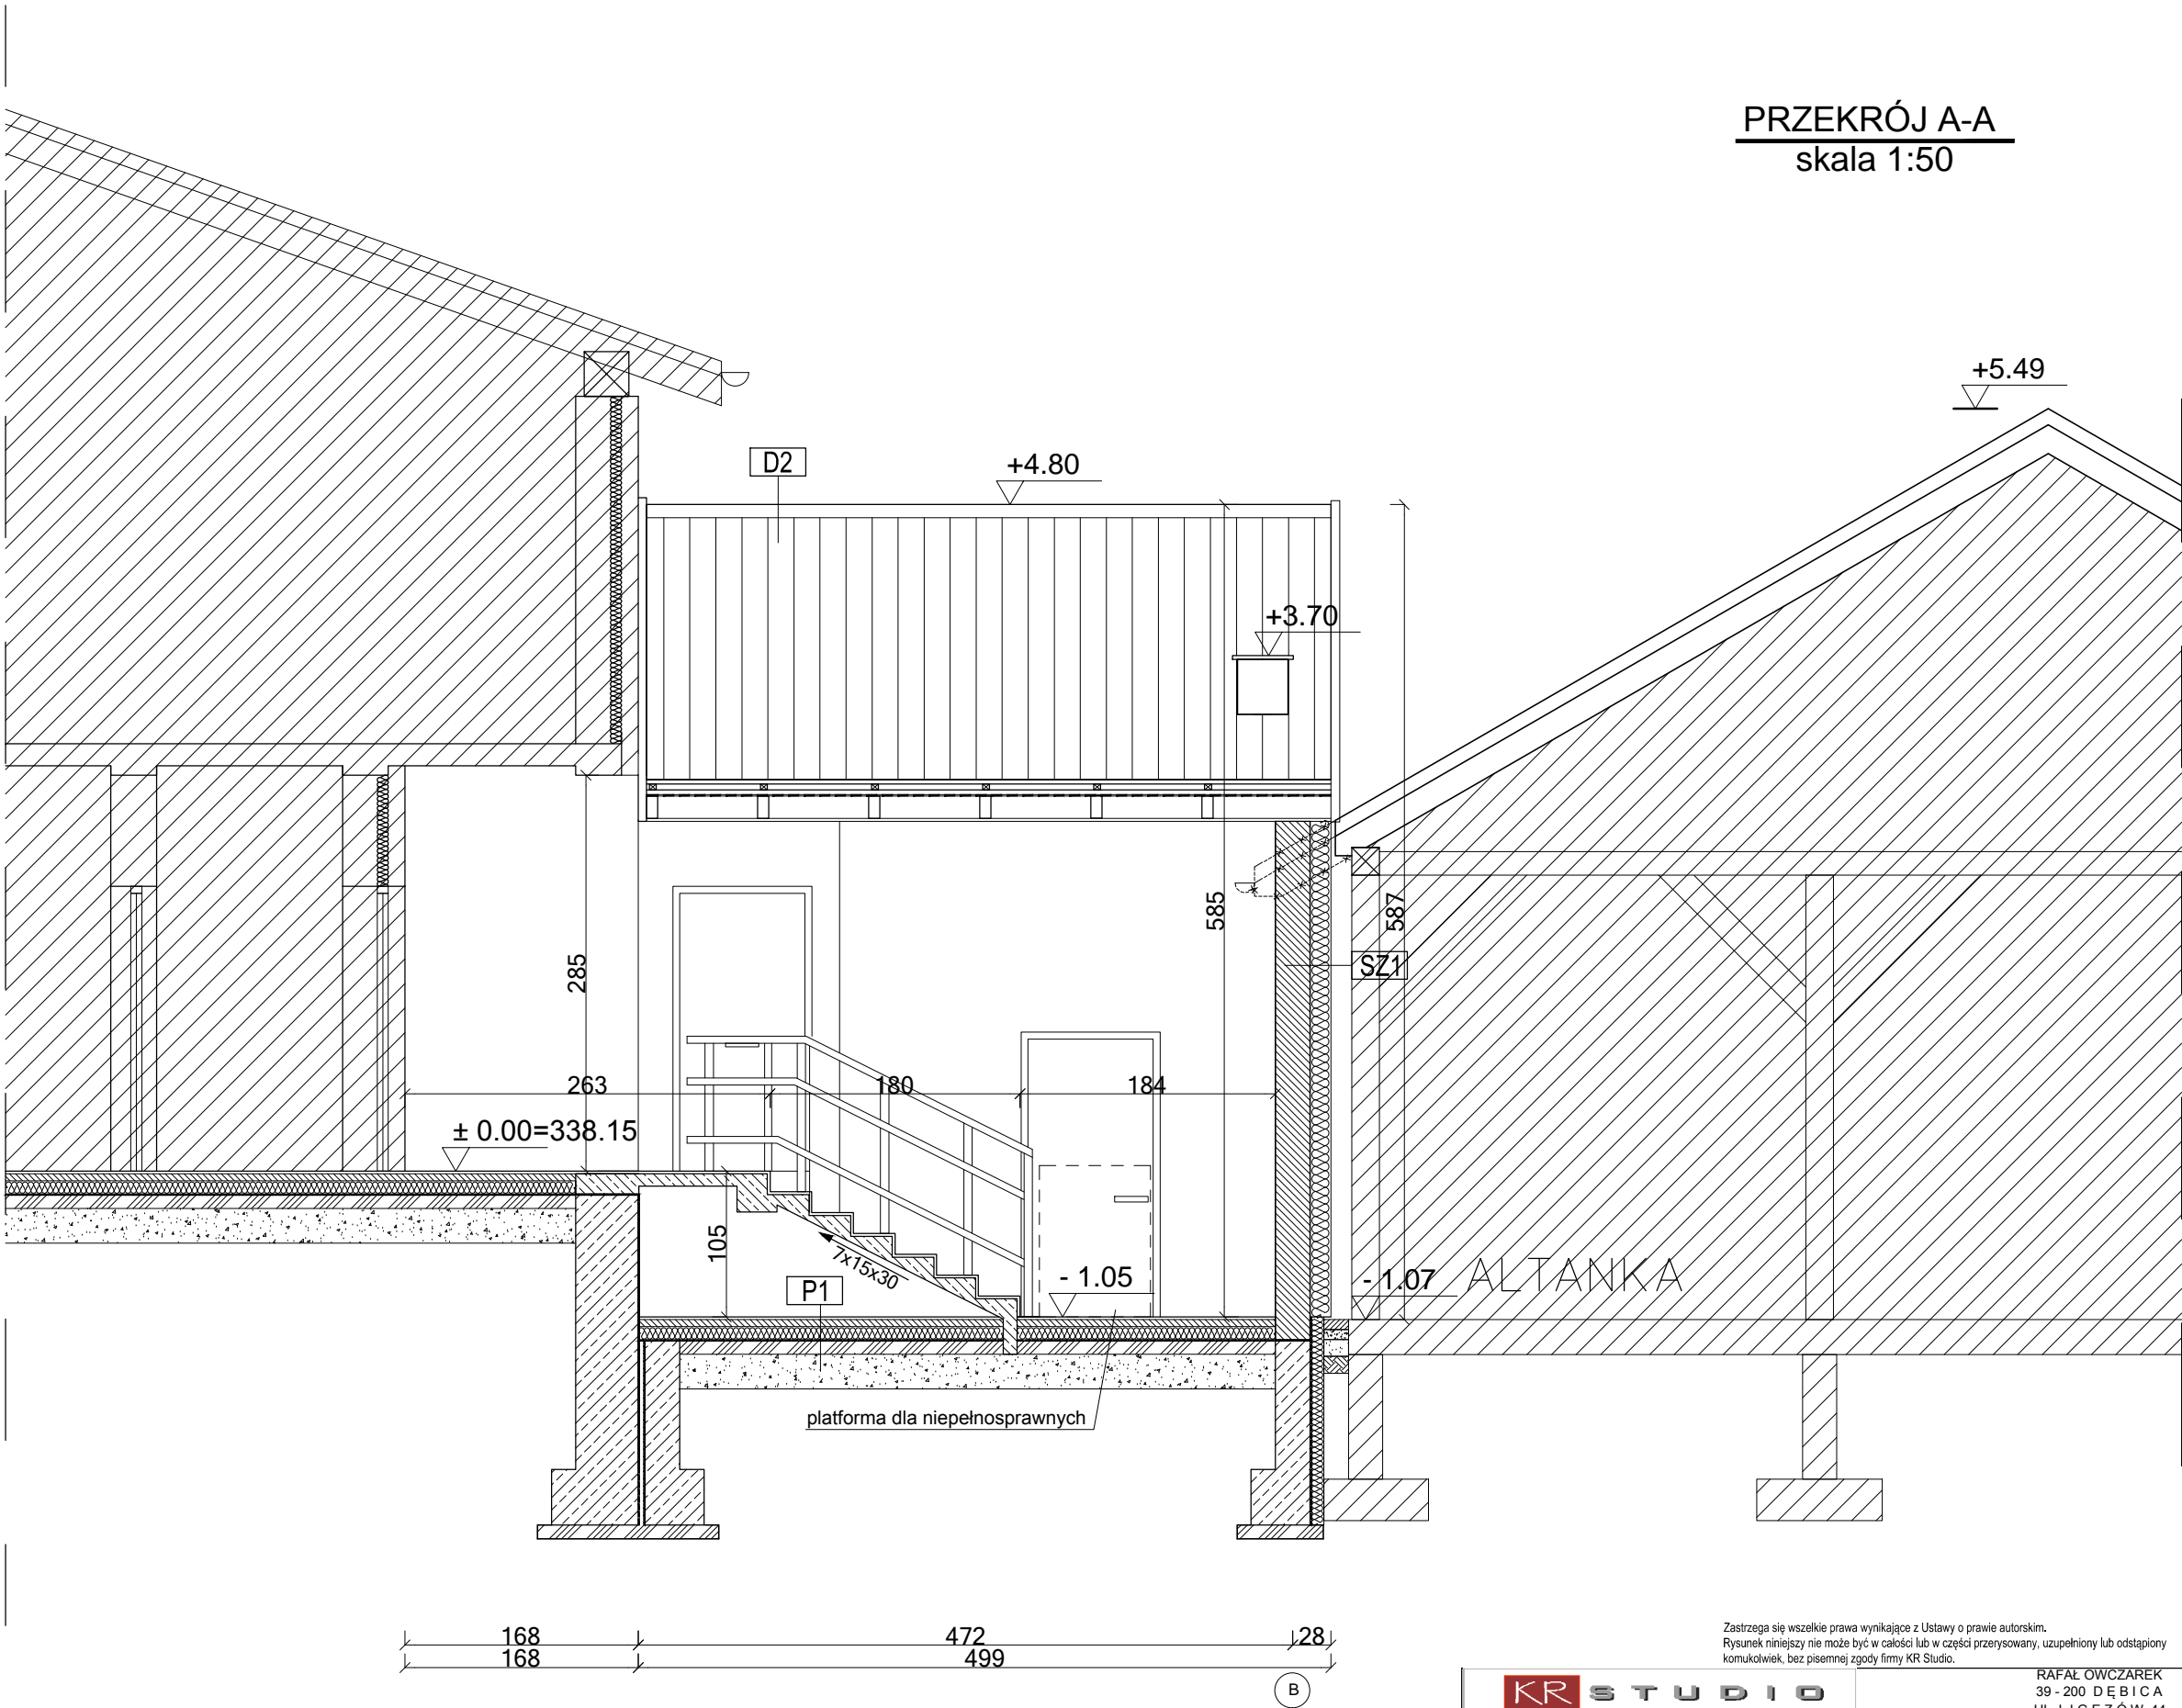 PRZEKRÓJ A-A
skala 1:50
+5.49
D2
+4.80
+3.70
585
587
SZ1
285
263
180
184
± 0.00=338.15
105
7x15x30
- 1.05
- 1.07
ALTANKA
P1
platforma dla niepełnosprawnych
168
472
28
168
499
B
Zastrzega się wszelkie prawa wynikające z Ustawy o prawie autorskim.
Rysunek niniejszy nie może być w całości lub w części przerysowany, uzupełniony lub odstąpiony
komukolwiek, bez pisemnej zgody firmy KR Studio.
KR STUDIO
RAFAŁ OWCZAREK
39 - 200 DĘBICA